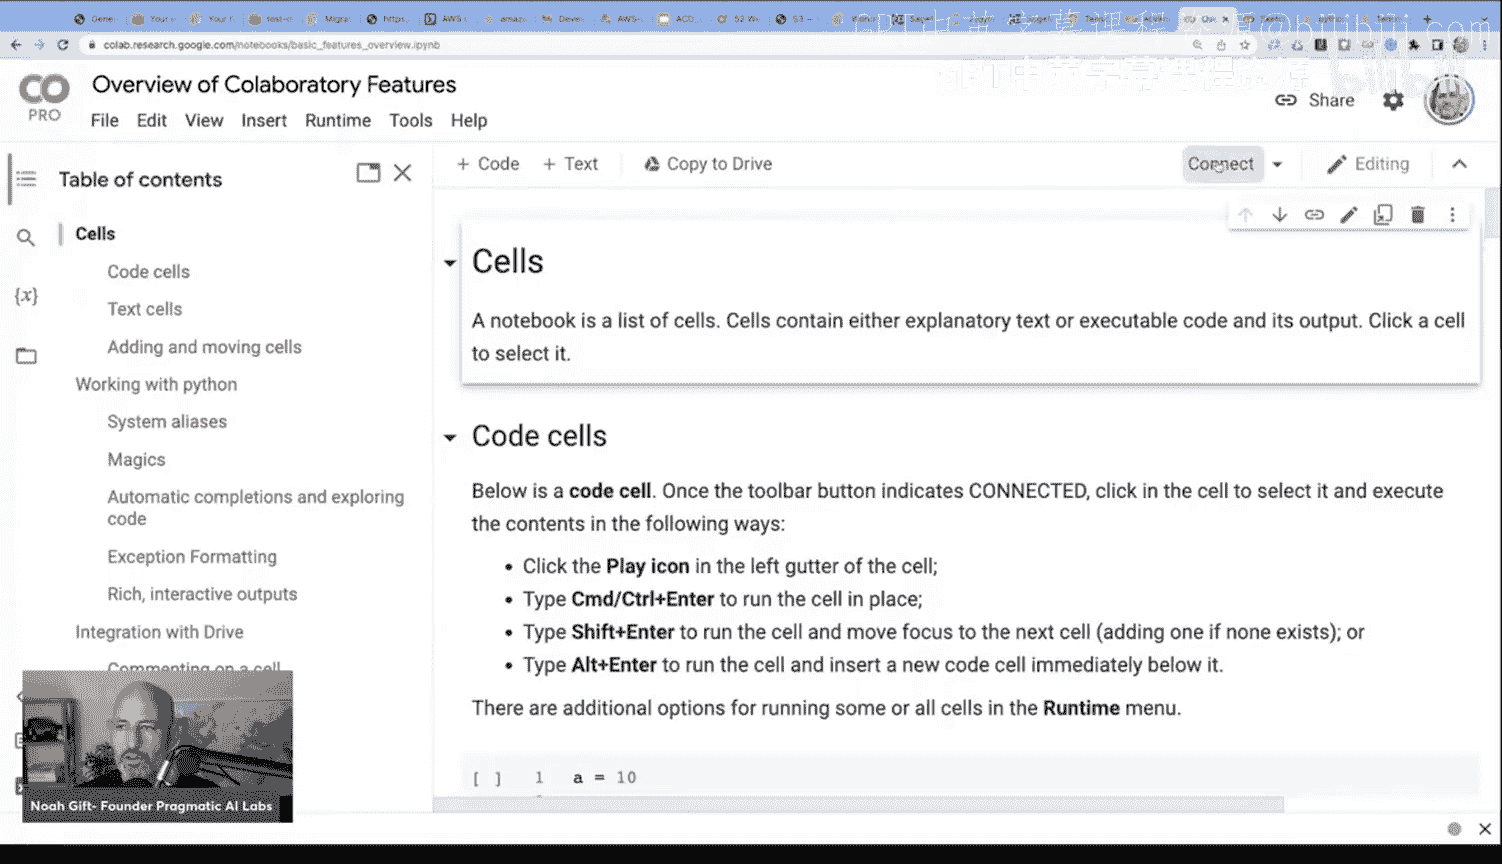 colab.research.google.com/notebooks/basic_features_overview.ipynb
CO
PRO
Overview of Colaboratory Features
File Edit View Insert Runtime Tools Help
Share
Table of contents
Cells
Code cells
Text cells
Adding and moving cells
Working with python
System aliases
Magics
Automatic completions and exploring
code
Exception Formatting
Rich, interactive outputs
Integration with Drive
Commenting on a cell
Noah Gift- Founder Pragmatic AI Labs
+ Code + Text Copy to Drive
Connect
Editing
Cells
A notebook is a list of cells. Cells contain either explanatory text or executable code and its output. Click a cell
to select it.
Code cells
Below is a code cell. Once the toolbar button indicates CONNECTED, click in the cell to select it and execute
the contents in the following ways:
• Click the Play icon in the left gutter of the cell;
• Type Cmd/Ctrl+Enter to run the cell in place;
• Type Shift+Enter to run the cell and move focus to the next cell (adding one if none exists); or
• Type Alt+Enter to run the cell and insert a new code cell immediately below it.
There are additional options for running some or all cells in the Runtime menu.
[ ] 1 a = 10